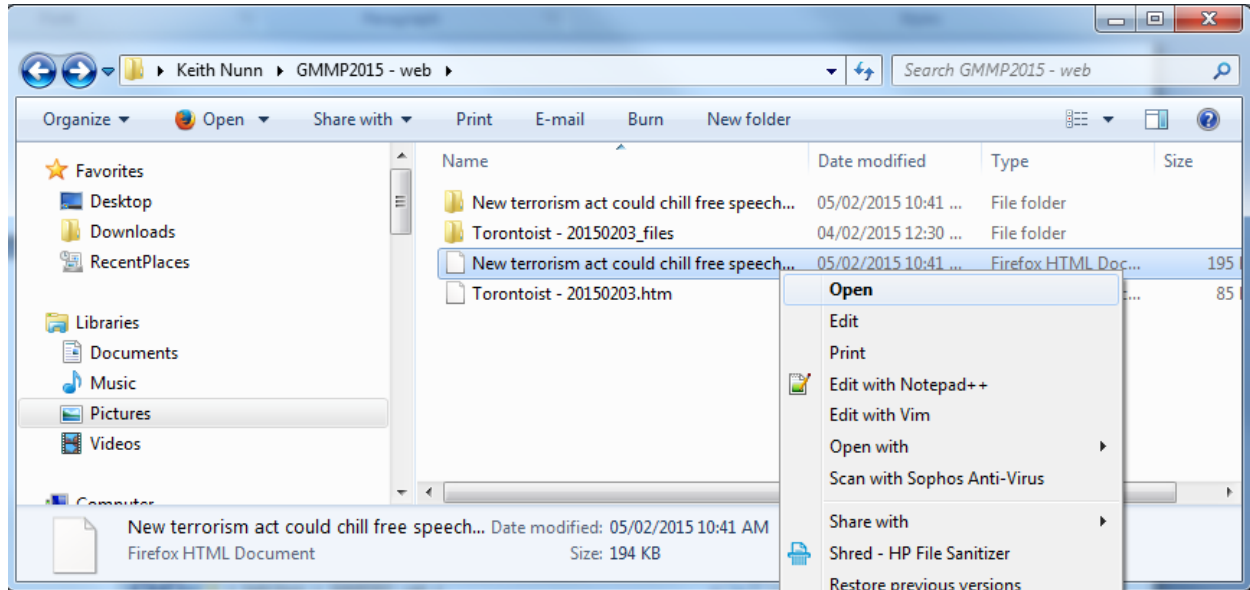 Keith Nunn GMMP2015 - web Search GMMP2015 - web
Organize Open Share with Print E-mail Burn New folder
Name Date modified Type Size
Favorites
Desktop
Downloads
RecentPlaces
Libraries
Documents
Music
Pictures
Videos
Computer
New terrorism act could chill free speech... 05/02/2015 10:41 ... File folder
Torontoist - 20150203_files 04/02/2015 12:30 ... File folder
New terrorism act could chill free speech... 05/02/2015 10:41 ... Firefox HTML Doc... 195
Torontoist - 20150203.htm 85
Open
Edit
Print
Edit with Notepad++
Edit with Vim
Open with
Scan with Sophos Anti-Virus
Share with
Shred - HP File Sanitizer
Restore previous versions
New terrorism act could chill free speech... Date modified: 05/02/2015 10:41 AM
Firefox HTML Document Size: 194 KB